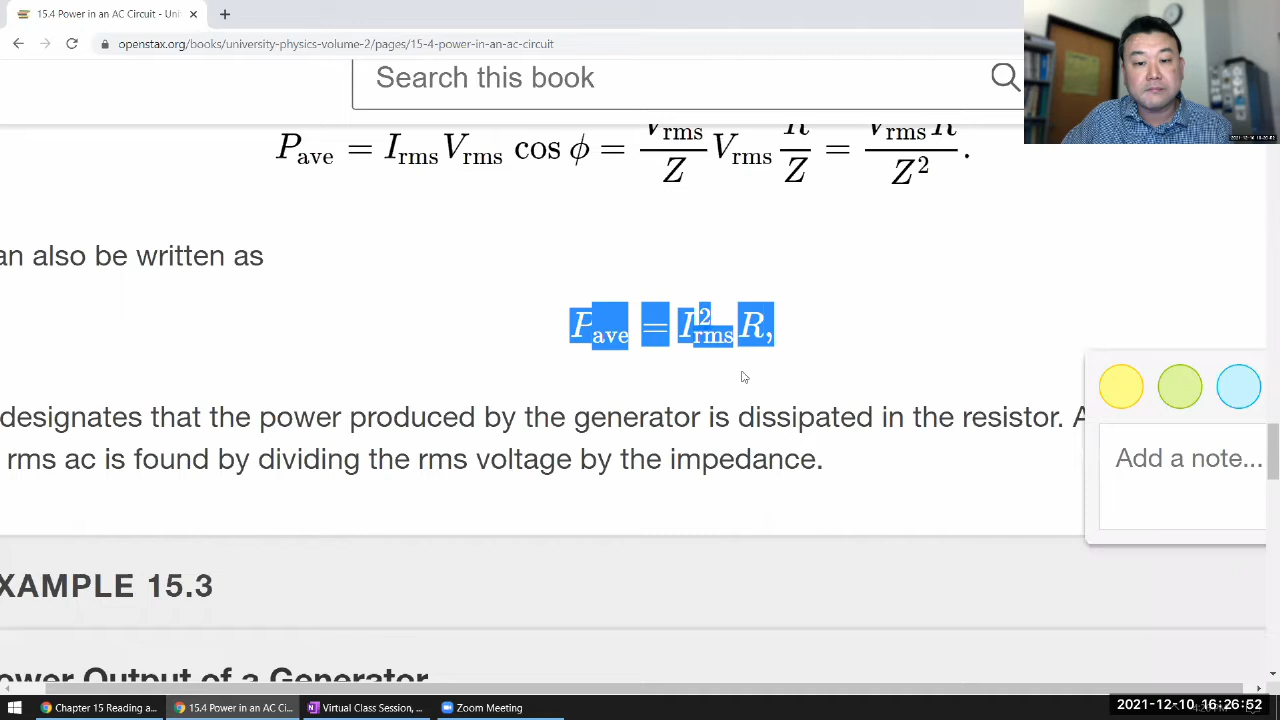 15.4 Power in an AC Circuit - Uni
openstax.org/books/university-physics-volume-2/pages/15-4-power-in-an-ac-circuit
Search this book
P_ave = I_rms V_rms cos ϕ = V_rms/Z V_rms R/Z = V_rms R/Z².
an also be written as
P_ave = I²_rms R,
designates that the power produced by the generator is dissipated in the resistor. A
rms ac is found by dividing the rms voltage by the impedance.
Add a note...
XAMPLE 15.3
ower Output of a Generator
Chapter 15 Reading a...
15.4 Power in an AC Ci...
Virtual Class Session, ...
Zoom Meeting
2021-12-10 16:26:52